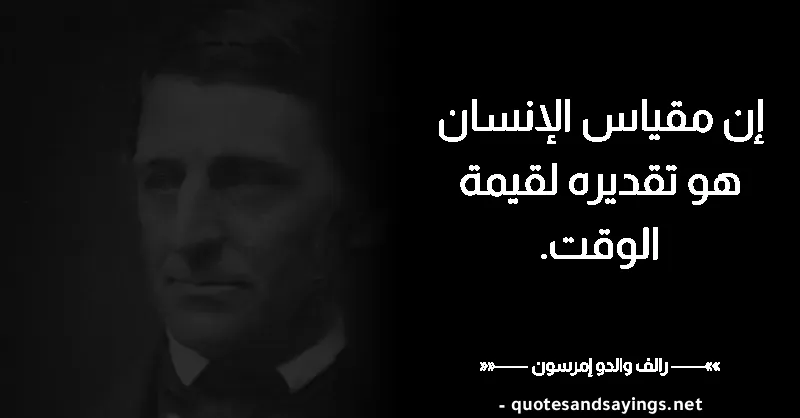 إن مقياس الإنسان
هو تقديره لقيمة
الوقت.
»»—— رالف والدو إمرسون ——««
- quotesandsayings.net